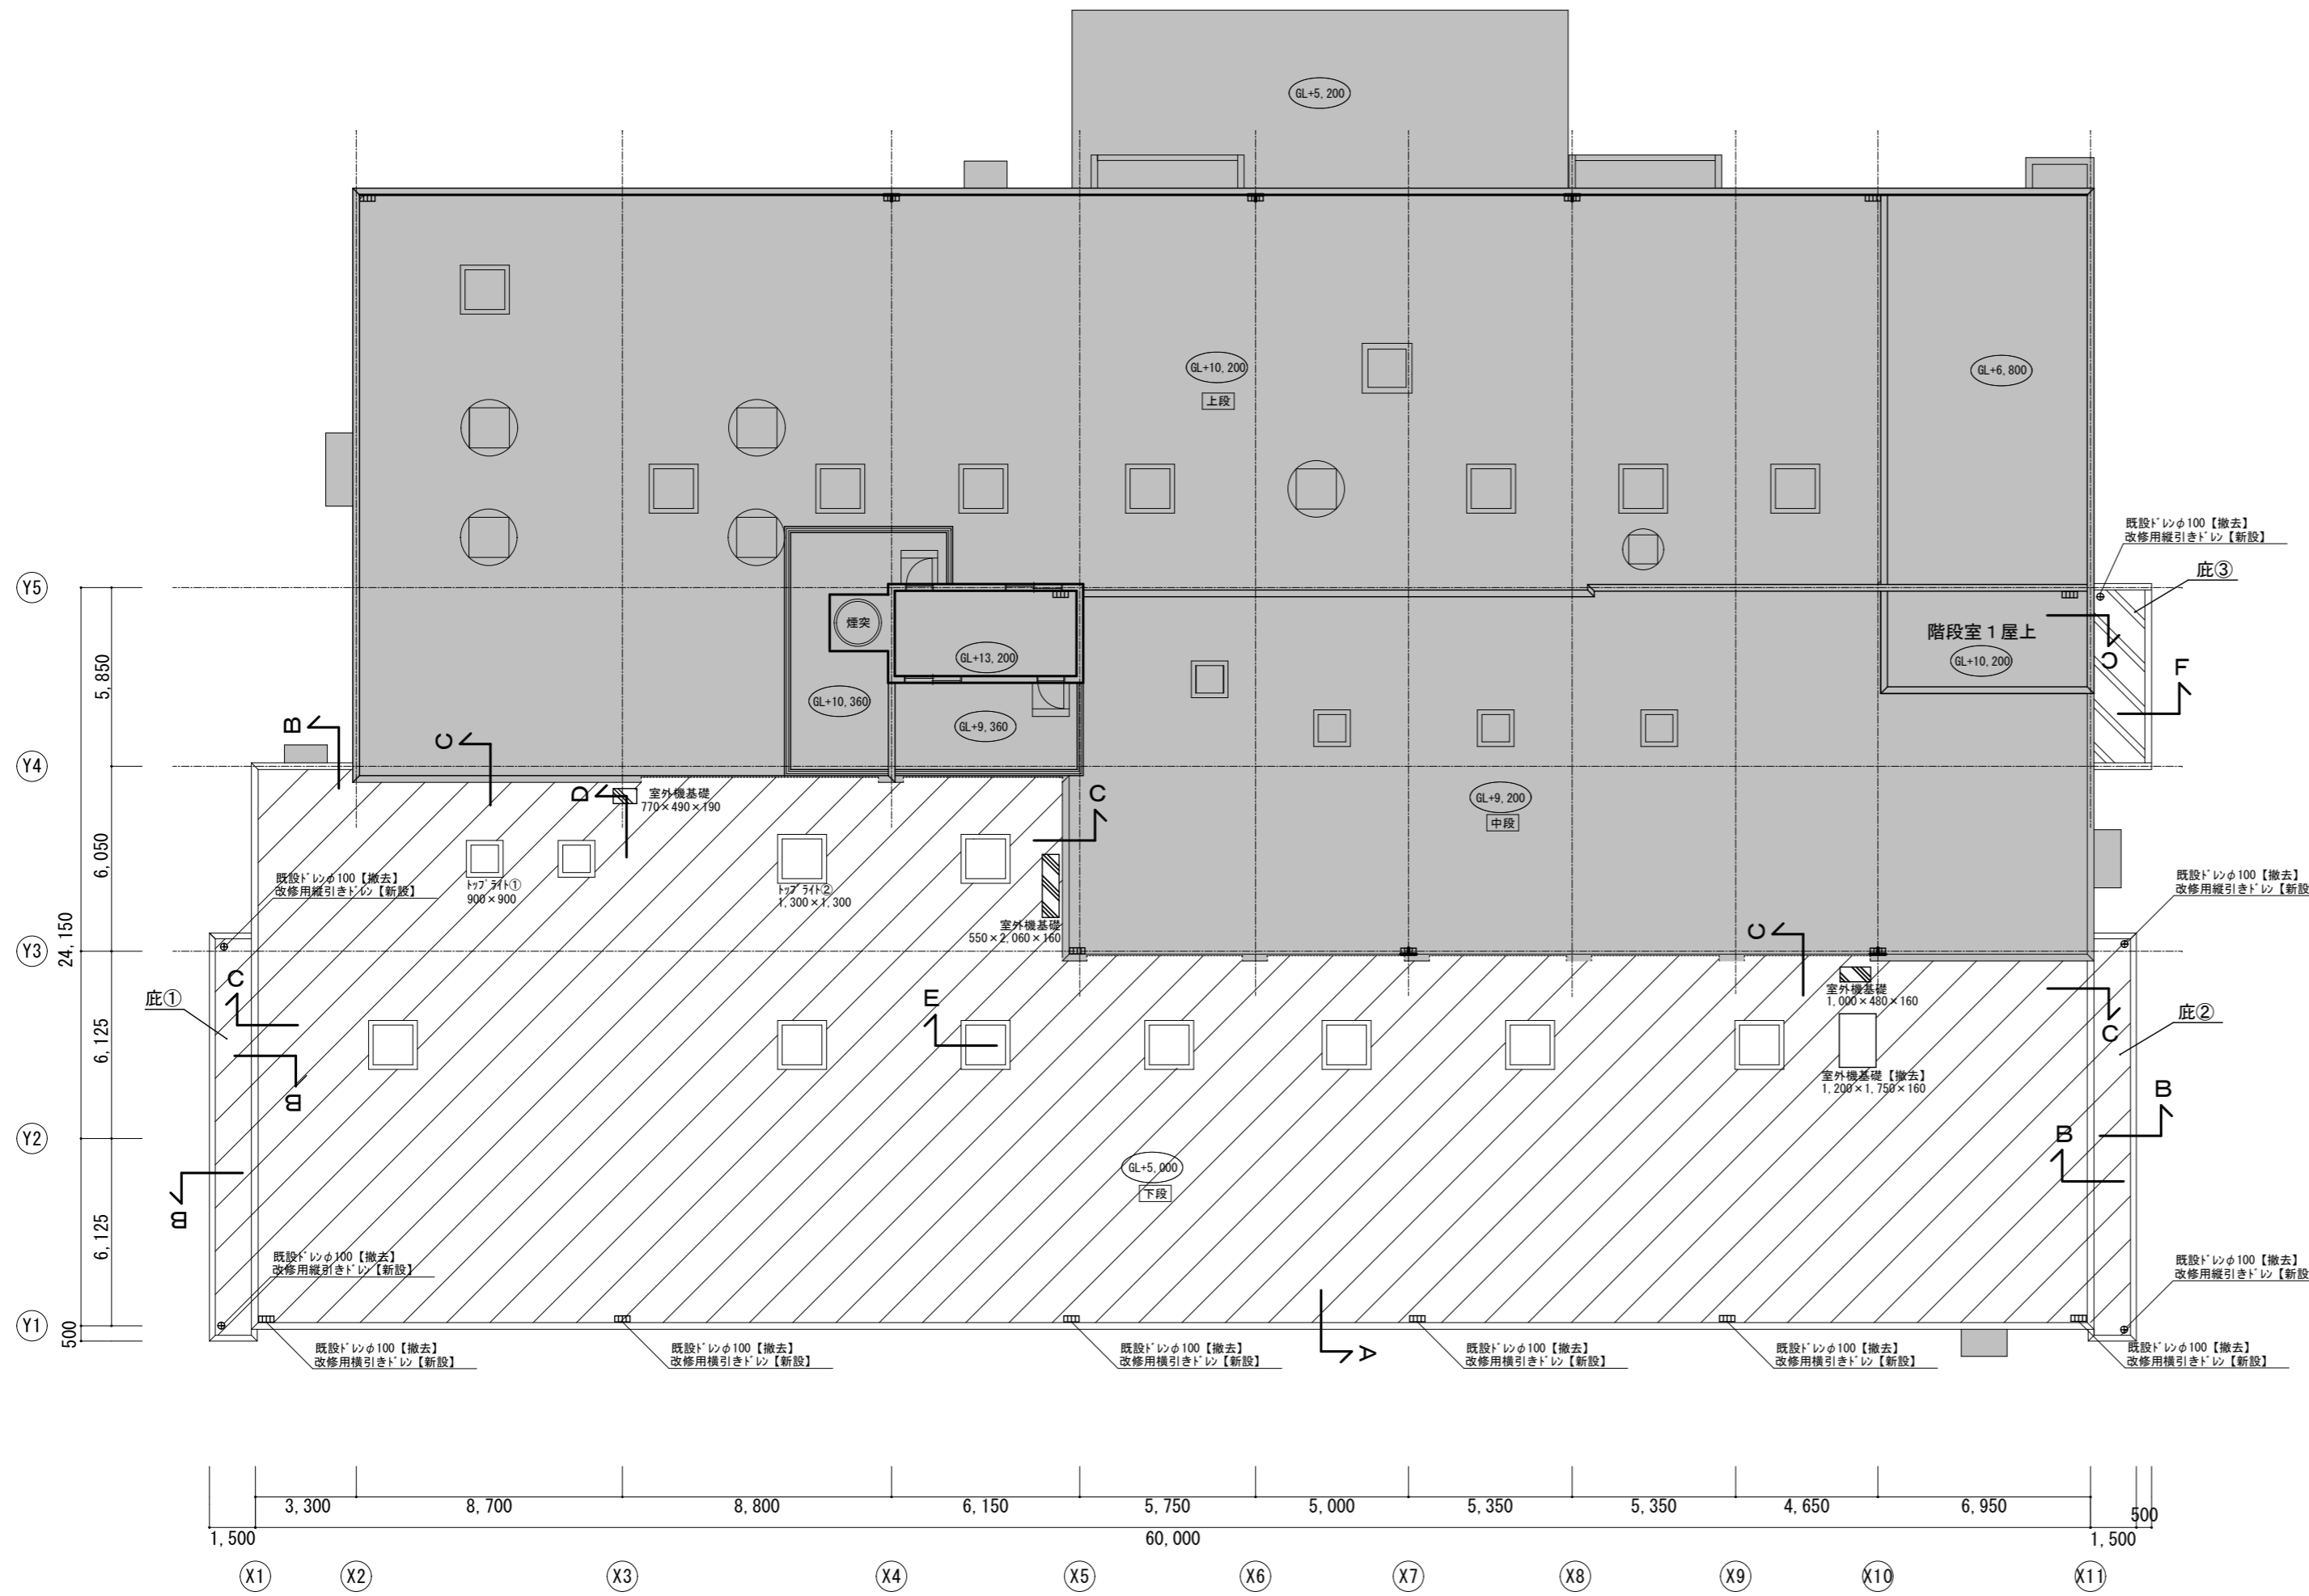 GL+5,200
GL+10,200
上段
GL+6,800
既設ﾄﾞﾚﾝφ100【撤去】
改修用縦引きﾄﾞﾚﾝ【新設】
庇③
Y5
煙突
GL+13,200
階段室１屋上
GL+10,200
C
F
5,850
GL+10,360
GL+9,360
B
C
Y4
D
室外機基礎
770×490×190
C
GL+9,200
中段
6,050
既設ﾄﾞﾚﾝφ100【撤去】
改修用縦引きﾄﾞﾚﾝ【新設】
ﾄｯﾌﾟﾗｲﾄ①
900×900
ﾄｯﾌﾟﾗｲﾄ②
1,300×1,300
既設ﾄﾞﾚﾝφ100【撤去】
改修用縦引きﾄﾞﾚﾝ【新設
24,150
室外機基礎
550×2,060×160
C
Y3
C
庇①
E
室外機基礎
1,000×480×160
C
庇②
6,125
室外機基礎【撤去】
1,200×1,750×160
B
B
B
Y2
GL+5,000
下段
B
6,125
既設ﾄﾞﾚﾝφ100【撤去】
改修用縦引きﾄﾞﾚﾝ【新設】
既設ﾄﾞﾚﾝφ100【撤去】
改修用縦引きﾄﾞﾚﾝ【新設
Y1
500
既設ﾄﾞﾚﾝφ100【撤去】
改修用横引きﾄﾞﾚﾝ【新設】
既設ﾄﾞﾚﾝφ100【撤去】
改修用横引きﾄﾞﾚﾝ【新設】
既設ﾄﾞﾚﾝφ100【撤去】
改修用横引きﾄﾞﾚﾝ【新設】
A
既設ﾄﾞﾚﾝφ100【撤去】
改修用横引きﾄﾞﾚﾝ【新設】
既設ﾄﾞﾚﾝφ100【撤去】
改修用横引きﾄﾞﾚﾝ【新設】
既設ﾄﾞﾚﾝφ100【撤去】
改修用横引きﾄﾞﾚﾝ【新設】
3,300 8,700 8,800 6,150 5,750 5,000 5,350 5,350 4,650 6,950 500
1,500 60,000 1,500
X1 X2 X3 X4 X5 X6 X7 X8 X9 X10 X11